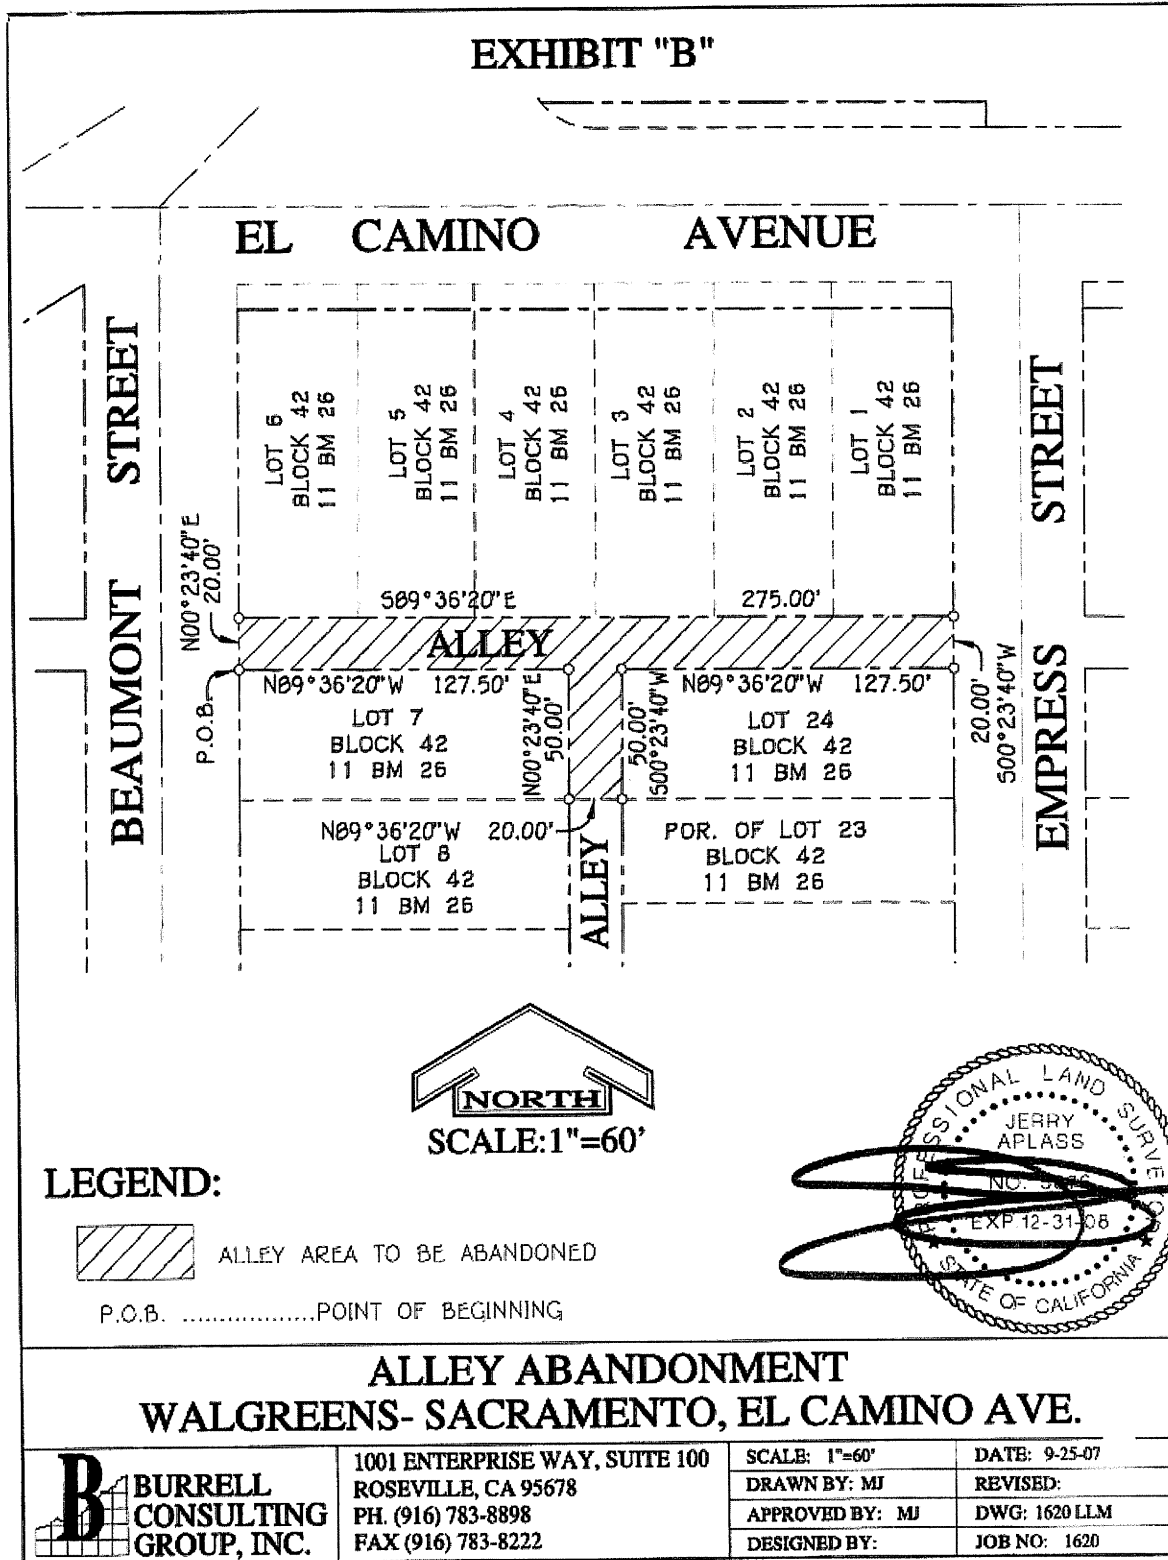 EXHIBIT "B"
EL CAMINO AVENUE
BEAUMONT STREET
EMPRESS STREET
LOT 6
BLOCK 42
11 BM 26
LOT 5
BLOCK 42
11 BM 26
LOT 4
BLOCK 42
11 BM 26
LOT 3
BLOCK 42
11 BM 26
LOT 2
BLOCK 42
11 BM 26
LOT 1
BLOCK 42
11 BM 26
N00°23'40"E
20.00'
S89°36'20"E 275.00'
ALLEY
P.O.B.
N89°36'20"W 127.50'
N00°23'40"E
50.00'
50.00'
S00°23'40"W
N89°36'20"W 127.50'
20.00'
S00°23'40"W
LOT 7
BLOCK 42
11 BM 26
LOT 24
BLOCK 42
11 BM 26
N89°36'20"W 20.00'
LOT 8
BLOCK 42
11 BM 26
ALLEY
POR. OF LOT 23
BLOCK 42
11 BM 26
NORTH
SCALE:1"=60'
LEGEND:
ALLEY AREA TO BE ABANDONED
P.O.B. ..................POINT OF BEGINNING
PROFESSIONAL LAND SURVEYOR
JERRY
APLASS
NO.
EXP. 12-31-08
STATE OF CALIFORNIA
ALLEY ABANDONMENT
WALGREENS- SACRAMENTO, EL CAMINO AVE.
B
BURRELL
CONSULTING
GROUP, INC.
1001 ENTERPRISE WAY, SUITE 100
ROSEVILLE, CA 95678
PH. (916) 783-8898
FAX (916) 783-8222
SCALE: 1"=60'
DATE: 9-25-07
DRAWN BY: MJ
REVISED:
APPROVED BY: MJ
DWG: 1620 LLM
DESIGNED BY:
JOB NO: 1620